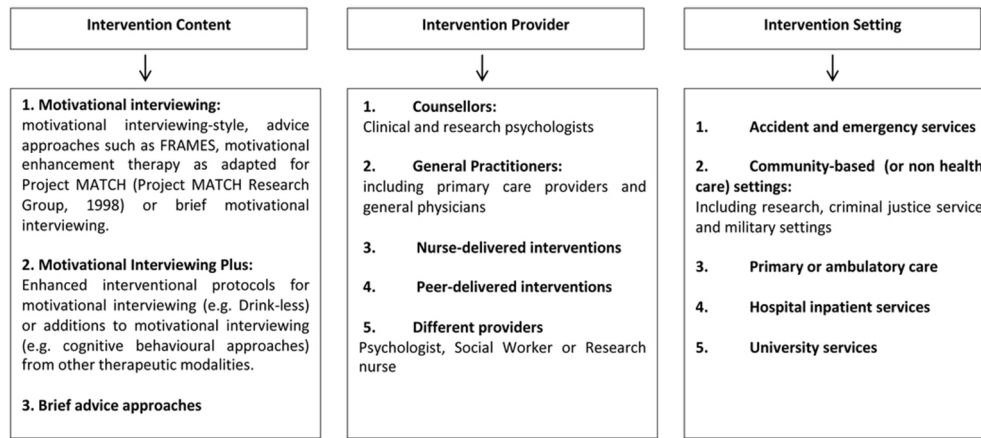 Intervention Content
Intervention Provider
Intervention Setting
1. Motivational interviewing:
motivational interviewing-style, advice
approaches such as FRAMES, motivational
enhancement therapy as adapted for
Project MATCH (Project MATCH Research
Group, 1998) or brief motivational
interviewing.
2. Motivational Interviewing Plus:
Enhanced interventional protocols for
motivational interviewing (e.g. Drink-less)
or additions to motivational interviewing
(e.g. cognitive behavioural approaches)
from other therapeutic modalities.
3. Brief advice approaches
1. Counsellors:
Clinical and research psychologists
2. General Practitioners:
including primary care providers and
general physicians
3. Nurse-delivered interventions
4. Peer-delivered interventions
5. Different providers
Psychologist, Social Worker or Research
nurse
1. Accident and emergency services
2. Community-based (or non health
care) settings:
Including research, criminal justice service
and military settings
3. Primary or ambulatory care
4. Hospital inpatient services
5. University services